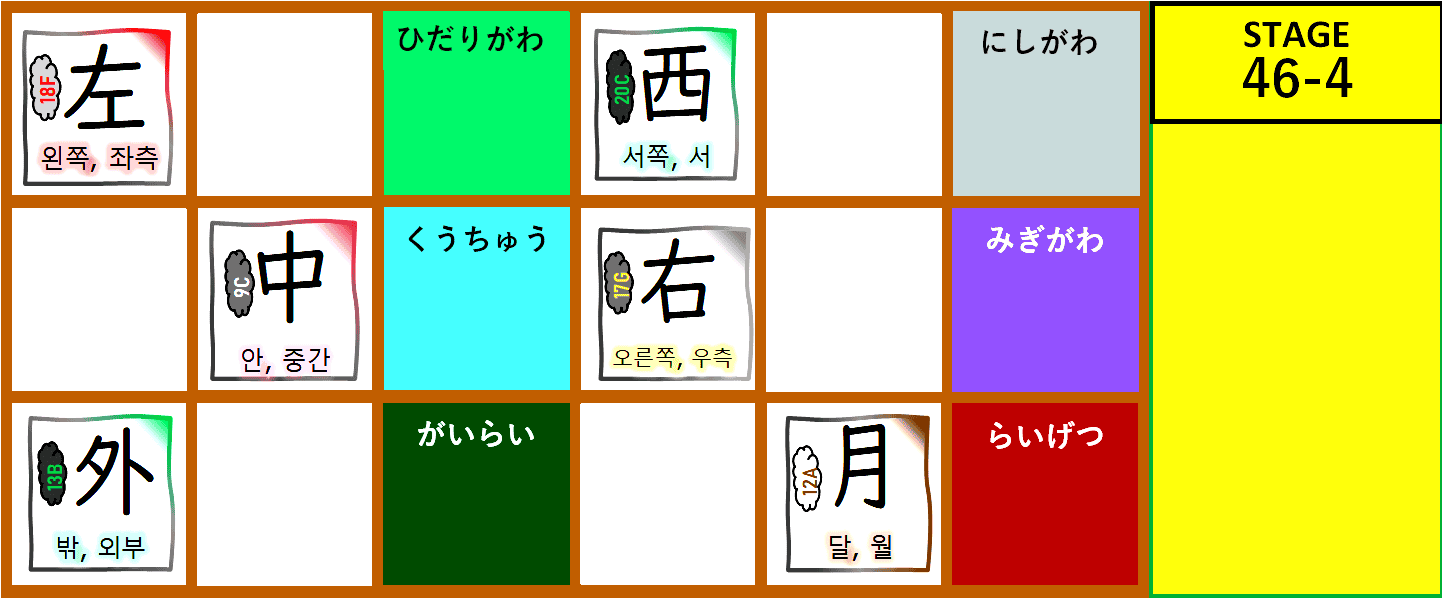 左
18F
왼쪽, 좌측
ひだりがわ
西
20C
서쪽, 서
にしがわ
STAGE
46-4
中
9C
안, 중간
くうちゅう
右
17G
오른쪽, 우측
みぎがわ
外
13B
밖, 외부
がいらい
月
12A
달, 월
らいげつ